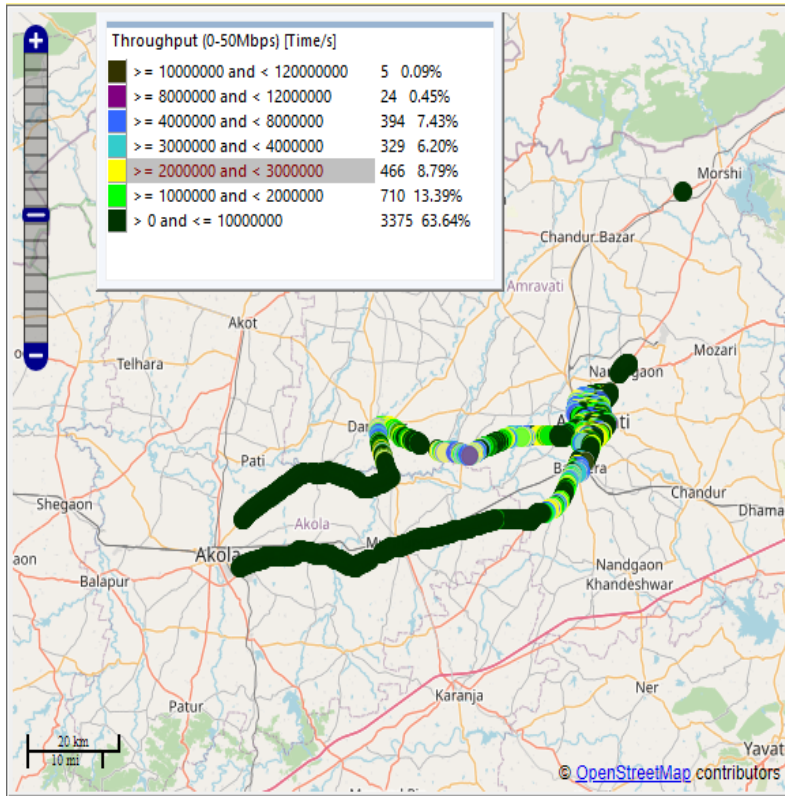 Throughput (0-50Mbps) [Time/s]
>= 10000000 and < 120000000 5 0.09%
>= 8000000 and < 12000000 24 0.45%
>= 4000000 and < 8000000 394 7.43%
>= 3000000 and < 4000000 329 6.20%
>= 2000000 and < 3000000 466 8.79%
>= 1000000 and < 2000000 710 13.39%
> 0 and <= 10000000 3375 63.64%
Morshi
Chandur Bazar
Amravati
Akot
Telhara
Mozari
Pati
Shegaon
Akola
Chandur
Akola
Balapur
Nandgaon
Khandeshwar
Karanja
Ner
Patur
20 km
10 mi
© OpenStreetMap contributors